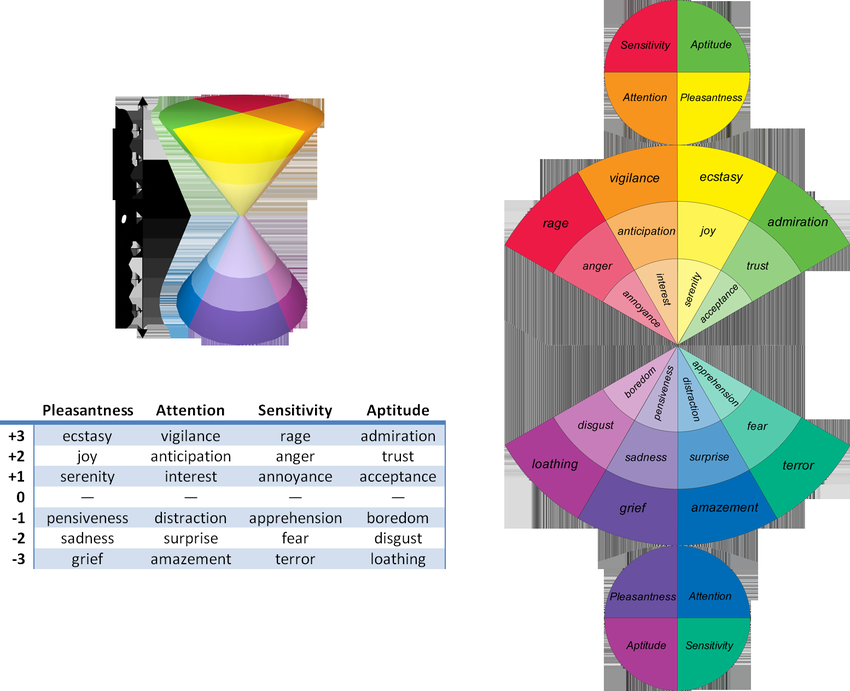 Pleasantness Attention Sensitivity Aptitude
+3 ecstasy vigilance rage admiration
+2 joy anticipation anger trust
+1 serenity interest annoyance acceptance
0 — — — —
-1 pensiveness distraction apprehension boredom
-2 sadness surprise fear disgust
-3 grief amazement terror loathing
Sensitivity Aptitude
Attention Pleasantness
vigilance ecstasy
rage admiration
anticipation joy
anger trust
interest serenity
annoyance acceptance
boredom pensiveness distraction apprehension
disgust fear
sadness surprise
loathing terror
grief amazement
Pleasantness Attention
Aptitude Sensitivity